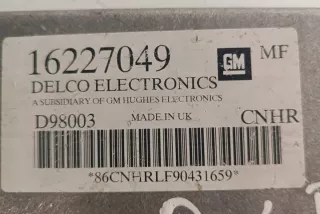 16227049 GM MF
DELCO ELECTRONICS
A SUBSIDIARY OF GM HUGHES ELECTRONICS
D98003 MADE IN UK CNHR
*86CNHRLF90431659*